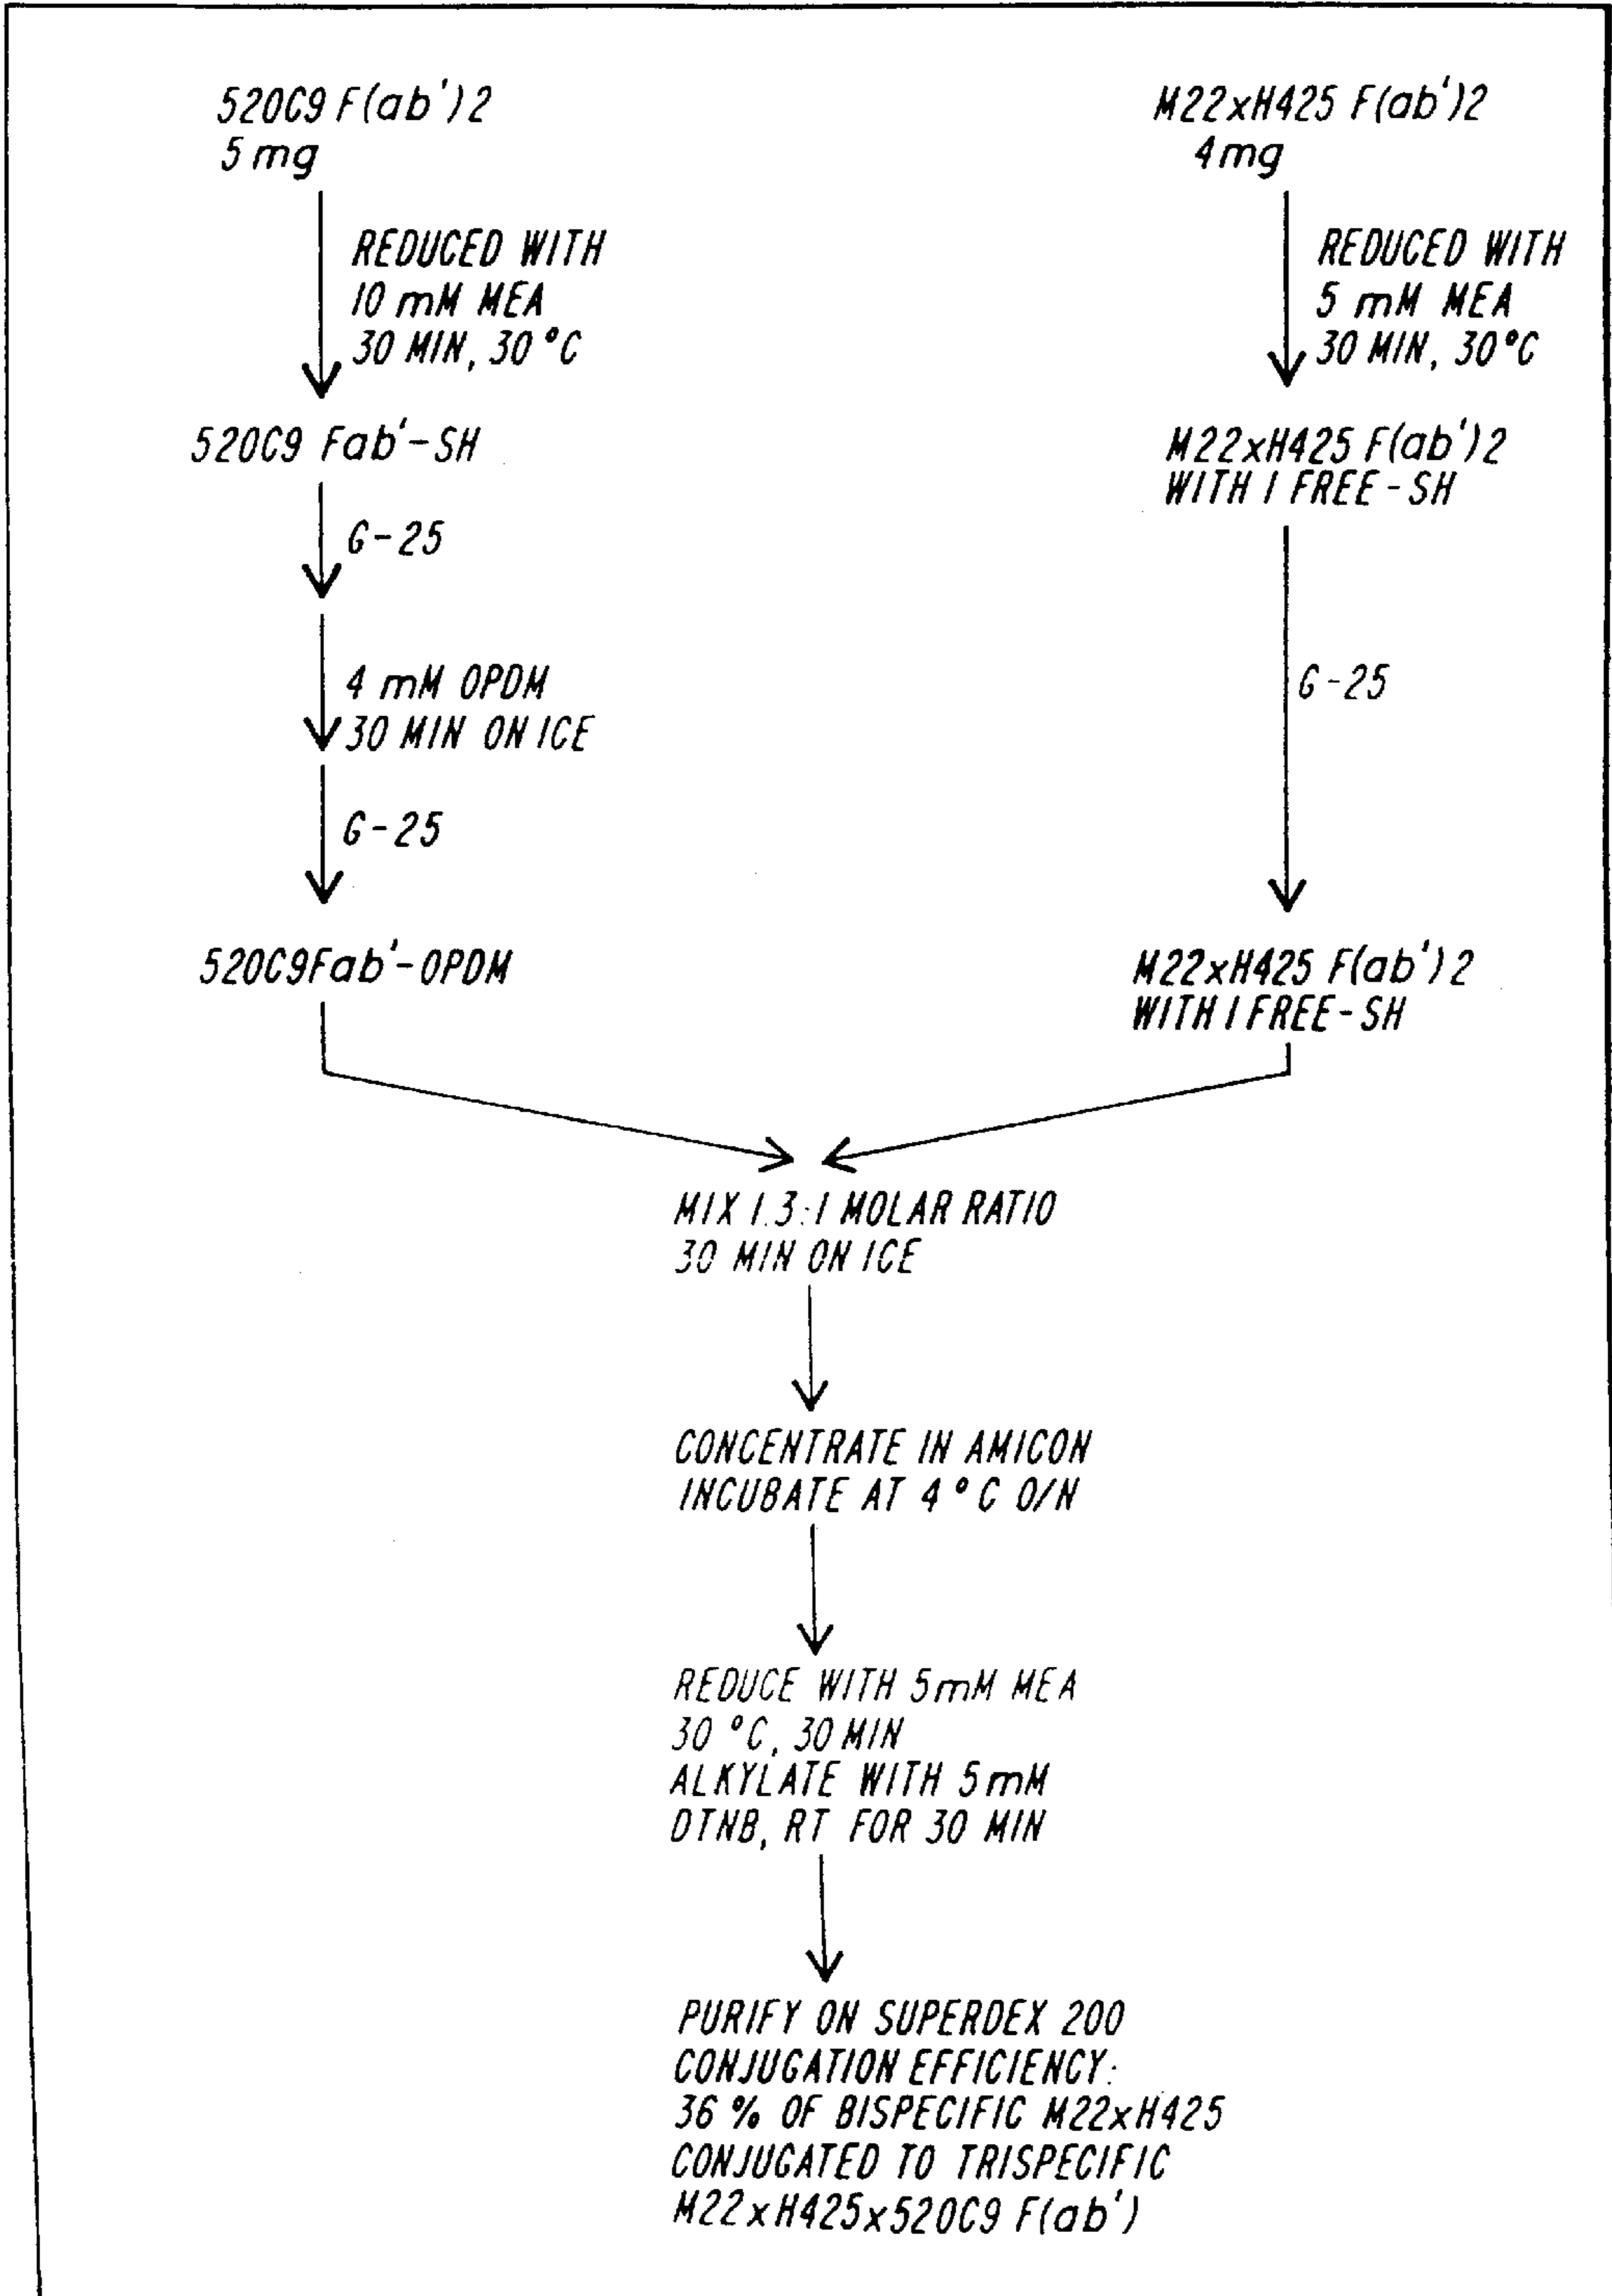 520C9 F(ab')2
5 mg
REDUCED WITH
10 mM MEA
30 MIN, 30°C
520C9 Fab'-SH
G-25
4 mM OPDM
30 MIN ON ICE
G-25
520C9Fab'-OPDM
M22xH425 F(ab')2
4mg
REDUCED WITH
5 mM MEA
30 MIN, 30°C
M22xH425 F(ab')2
WITH 1 FREE-SH
G-25
M22xH425 F(ab')2
WITH 1 FREE-SH
MIX 1.3:1 MOLAR RATIO
30 MIN ON ICE
CONCENTRATE IN AMICON
INCUBATE AT 4°C O/N
REDUCE WITH 5mM MEA
30 °C, 30 MIN
ALKYLATE WITH 5mM
DTNB, RT FOR 30 MIN
PURIFY ON SUPERDEX 200
CONJUGATION EFFICIENCY:
36 % OF BISPECIFIC M22xH425
CONJUGATED TO TRISPECIFIC
M22xH425x520C9 F(ab')